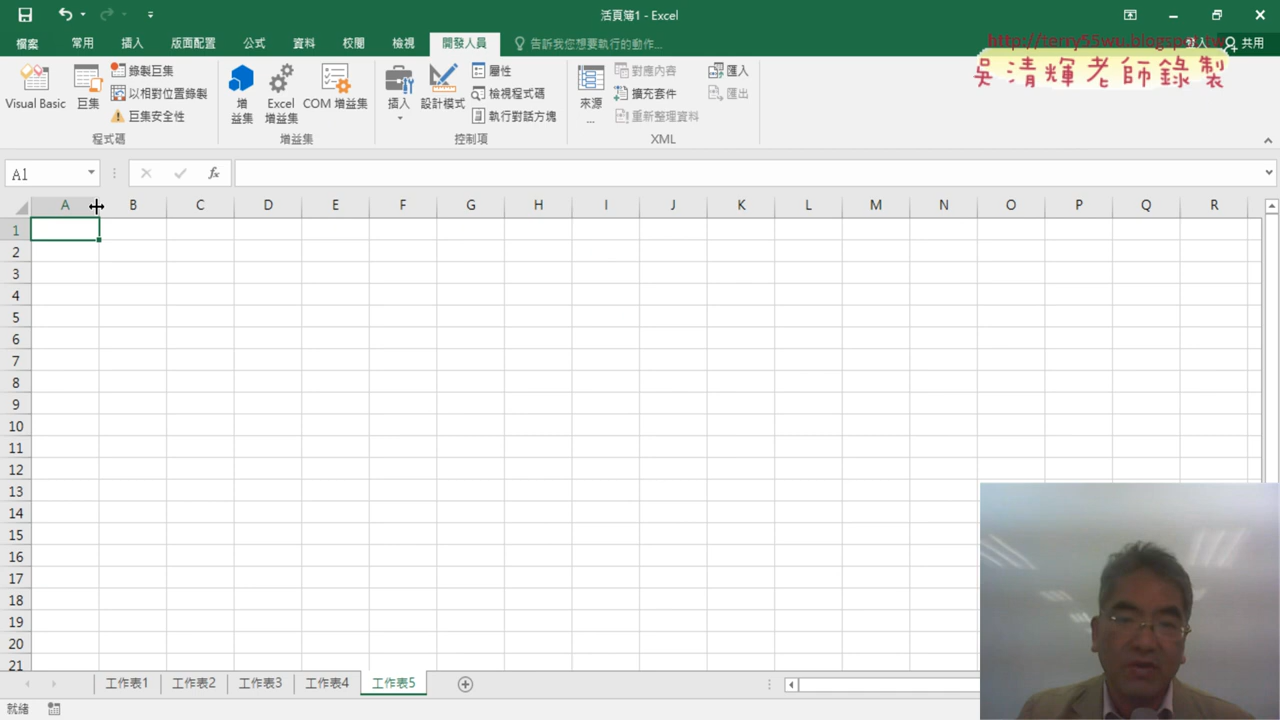 活頁簿1 - Excel
檔案 常用 插入 版面配置 公式 資料 校閱 檢視 開發人員 告訴我您想要執行的動作... 登入 共用
http://terry55wu.blogspot.tw
吳清輝老師錄製
Visual Basic 巨集 錄製巨集 以相對位置錄製 巨集安全性
增益集 Excel 增益集 COM 增益集
插入 設計模式 屬性 檢視程式碼 執行對話方塊
來源... 對應內容 擴充套件 重新整理資料 匯入 匯出
程式碼 增益集 控制項 XML
A1 fx
A B C D E F G H I J K L M N O P Q R
1
2
3
4
5
6
7
8
9
10
11
12
13
14
15
16
17
18
19
20
21
工作表1 工作表2 工作表3 工作表4 工作表5
就緒